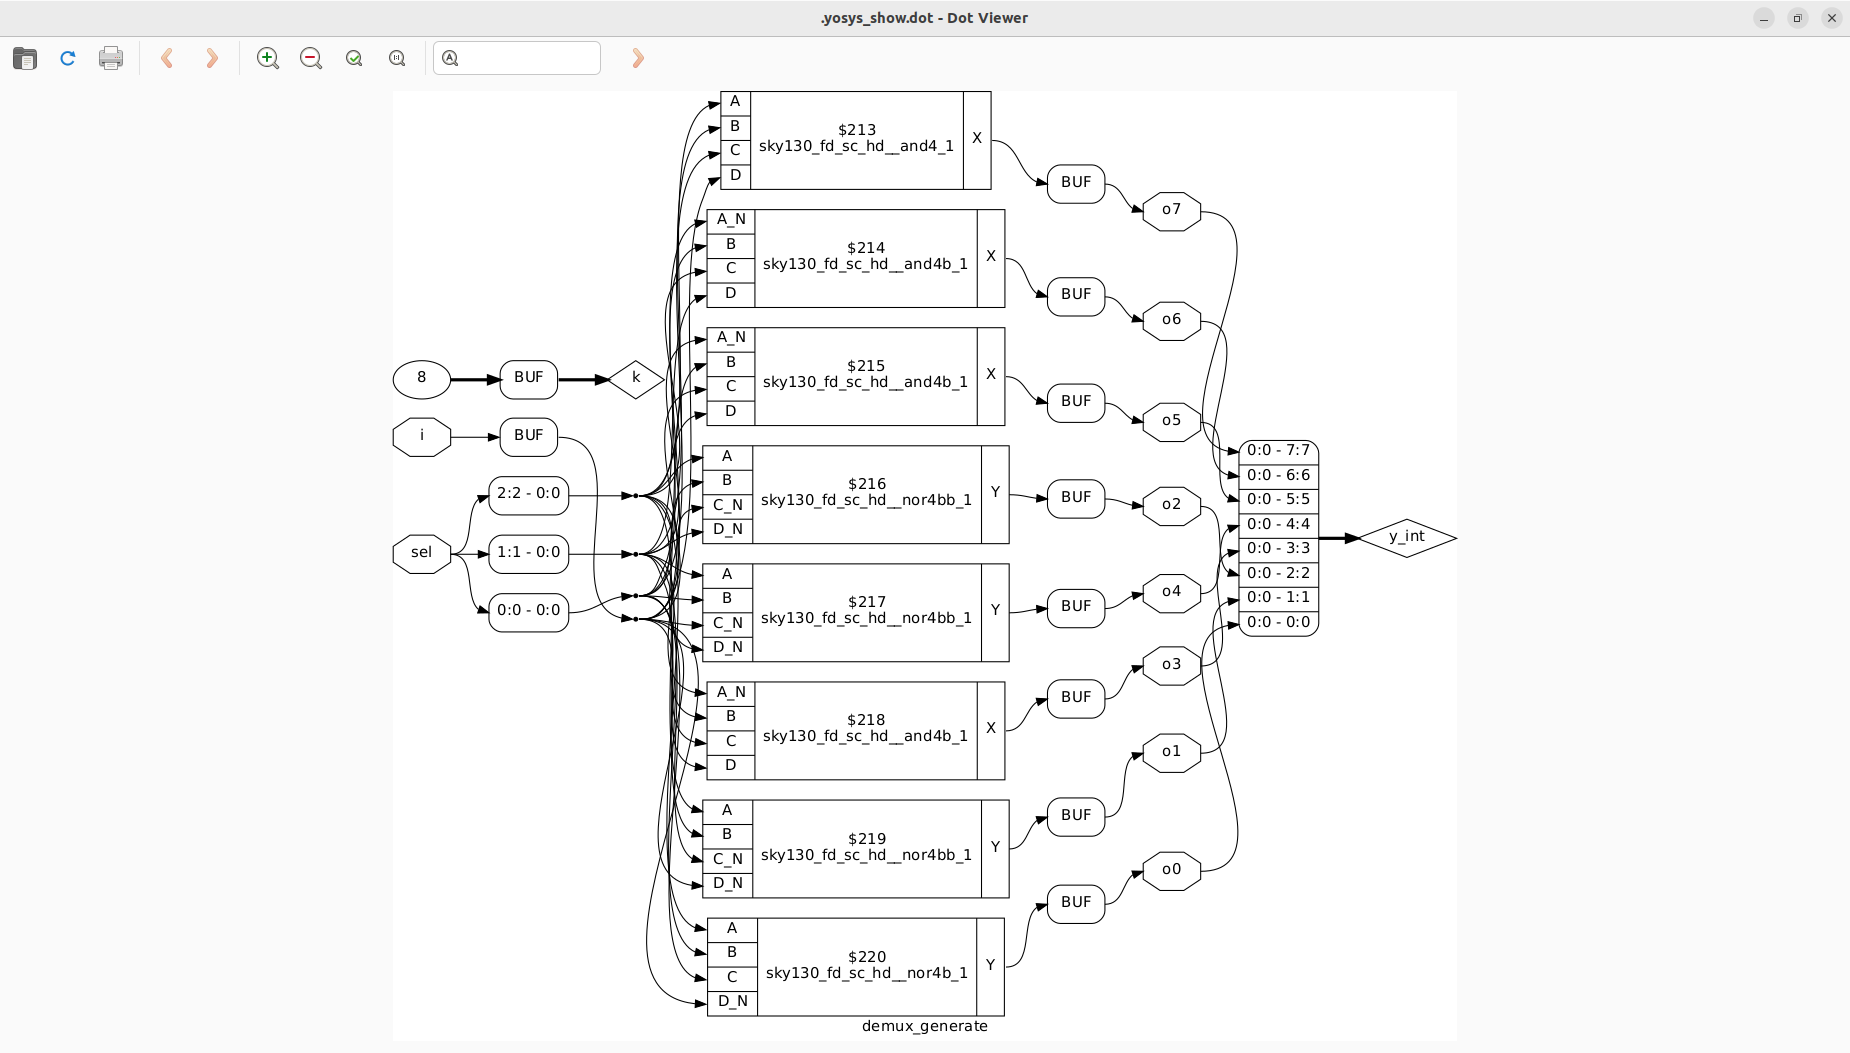 .yosys_show.dot - Dot Viewer
A
B
C
D
$213
sky130_fd_sc_hd__and4_1
X
BUF
o7
A_N
B
C
D
$214
sky130_fd_sc_hd__and4b_1
X
BUF
o6
A_N
B
C
D
$215
sky130_fd_sc_hd__and4b_1
X
BUF
o5
8
BUF
k
i
BUF
sel
2:2 - 0:0
1:1 - 0:0
0:0 - 0:0
A
B
C_N
D_N
$216
sky130_fd_sc_hd__nor4bb_1
Y
BUF
o2
A
B
C_N
D_N
$217
sky130_fd_sc_hd__nor4bb_1
Y
BUF
o4
A_N
B
C
D
$218
sky130_fd_sc_hd__and4b_1
X
BUF
o3
A
B
C_N
D_N
$219
sky130_fd_sc_hd__nor4bb_1
Y
BUF
o1
A
B
C
D_N
$220
sky130_fd_sc_hd__nor4b_1
Y
BUF
o0
0:0 - 7:7
0:0 - 6:6
0:0 - 5:5
0:0 - 4:4
0:0 - 3:3
0:0 - 2:2
0:0 - 1:1
0:0 - 0:0
y_int
demux_generate